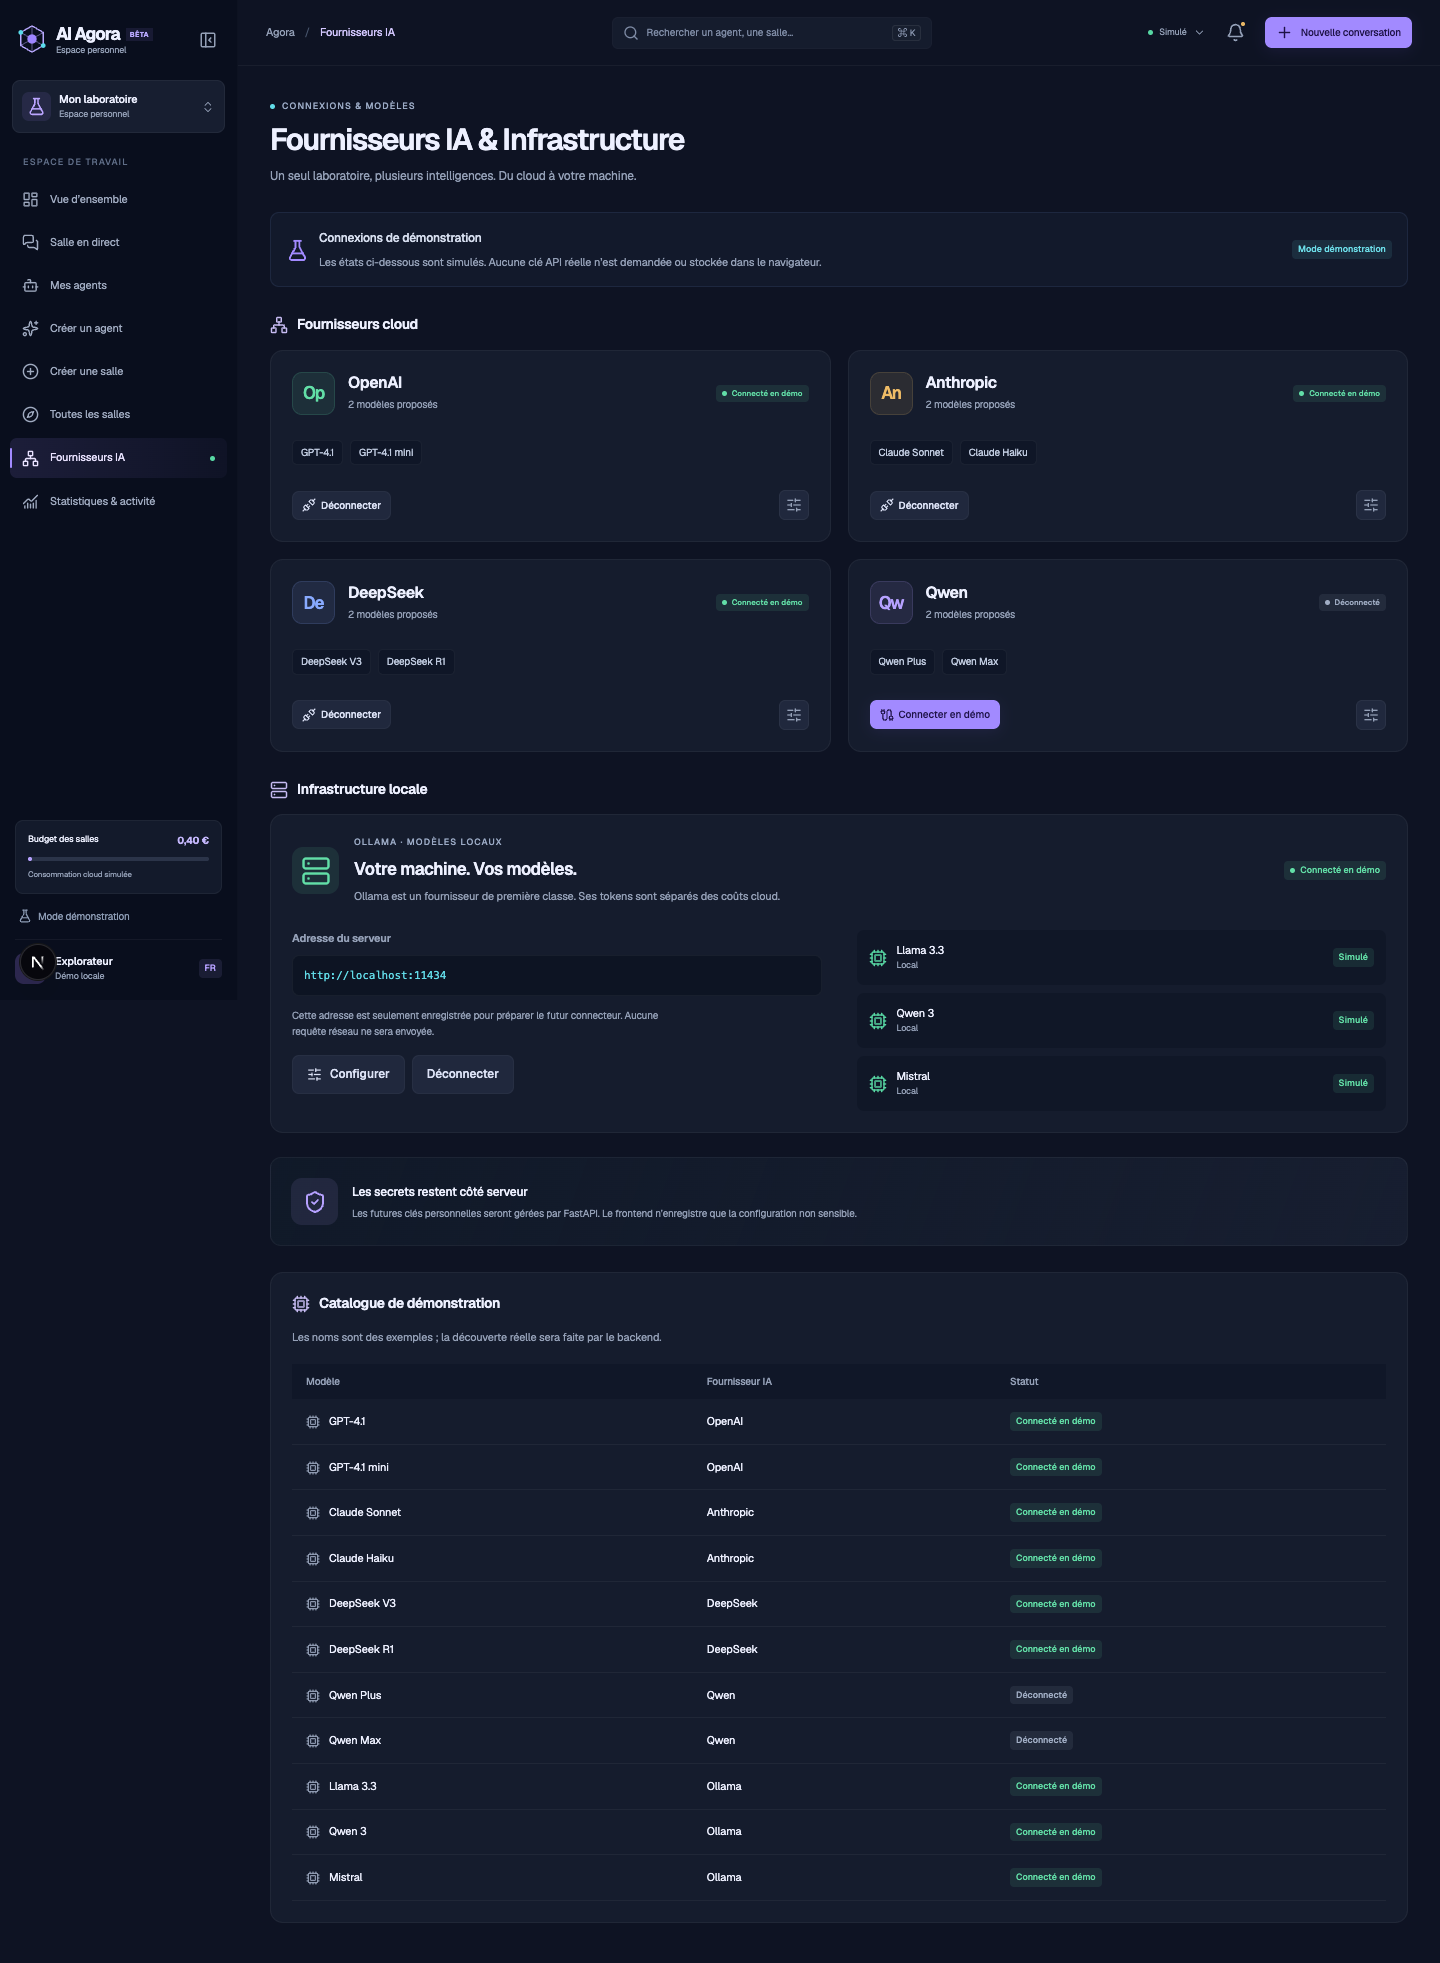 AI Agora BÊTA
Espace personnel
Mon laboratoire
Espace personnel
ESPACE DE TRAVAIL
Vue d'ensemble
Salle en direct
Mes agents
Créer un agent
Créer une salle
Toutes les salles
Fournisseurs IA
Statistiques & activité
Budget des salles 0,40 €
Consommation cloud simulée
Mode démonstration
N
Explorateur
Démo locale
FR
Agora / Fournisseurs IA
Rechercher un agent, une salle...
⌘ K
Simulé
Nouvelle conversation
CONNEXIONS & MODÈLES
Fournisseurs IA & Infrastructure
Un seul laboratoire, plusieurs intelligences. Du cloud à votre machine.
Connexions de démonstration
Les états ci-dessous sont simulés. Aucune clé API réelle n'est demandée ou stockée dans le navigateur.
Mode démonstration
Fournisseurs cloud
Op
OpenAI
2 modèles proposés
Connecté en démo
GPT-4.1 GPT-4.1 mini
Déconnecter
An
Anthropic
2 modèles proposés
Connecté en démo
Claude Sonnet Claude Haiku
Déconnecter
De
DeepSeek
2 modèles proposés
Connecté en démo
DeepSeek V3 DeepSeek R1
Déconnecter
Qw
Qwen
2 modèles proposés
Déconnecté
Qwen Plus Qwen Max
Connecter en démo
Infrastructure locale
OLLAMA · MODÈLES LOCAUX
Votre machine. Vos modèles.
Ollama est un fournisseur de première classe. Ses tokens sont séparés des coûts cloud.
Connecté en démo
Adresse du serveur
http://localhost:11434
Cette adresse est seulement enregistrée pour préparer le futur connecteur. Aucune
requête réseau ne sera envoyée.
Configurer Déconnecter
Llama 3.3
Local
Simulé
Qwen 3
Local
Simulé
Mistral
Local
Simulé
Les secrets restent côté serveur
Les futures clés personnelles seront gérées par FastAPI. Le frontend n'enregistre que la configuration non sensible.
Catalogue de démonstration
Les noms sont des exemples ; la découverte réelle sera faite par le backend.
Modèle Fournisseur IA Statut
GPT-4.1 OpenAI Connecté en démo
GPT-4.1 mini OpenAI Connecté en démo
Claude Sonnet Anthropic Connecté en démo
Claude Haiku Anthropic Connecté en démo
DeepSeek V3 DeepSeek Connecté en démo
DeepSeek R1 DeepSeek Connecté en démo
Qwen Plus Qwen Déconnecté
Qwen Max Qwen Déconnecté
Llama 3.3 Ollama Connecté en démo
Qwen 3 Ollama Connecté en démo
Mistral Ollama Connecté en démo